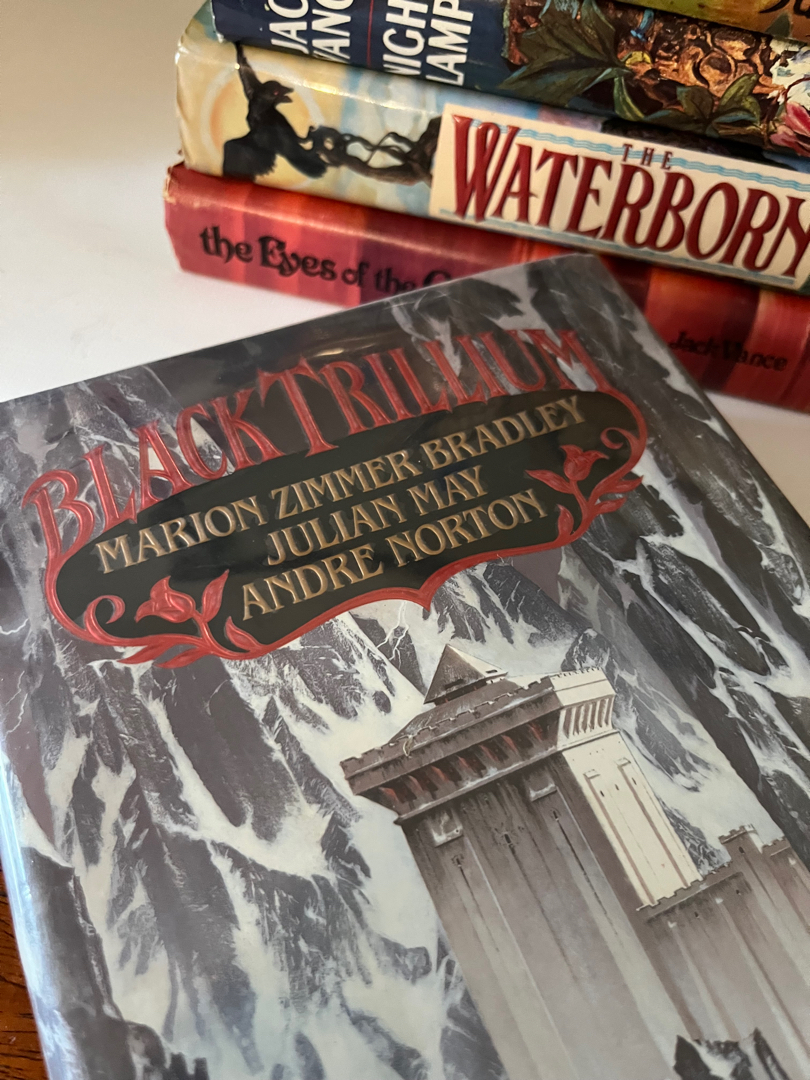 JAC
VANC
NIGH
LAMP
THE
WATERBORN
the Eyes of the
Jack Vance
BLACK TRILLIUM
MARION ZIMMER BRADLEY
JULIAN MAY
ANDRE NORTON